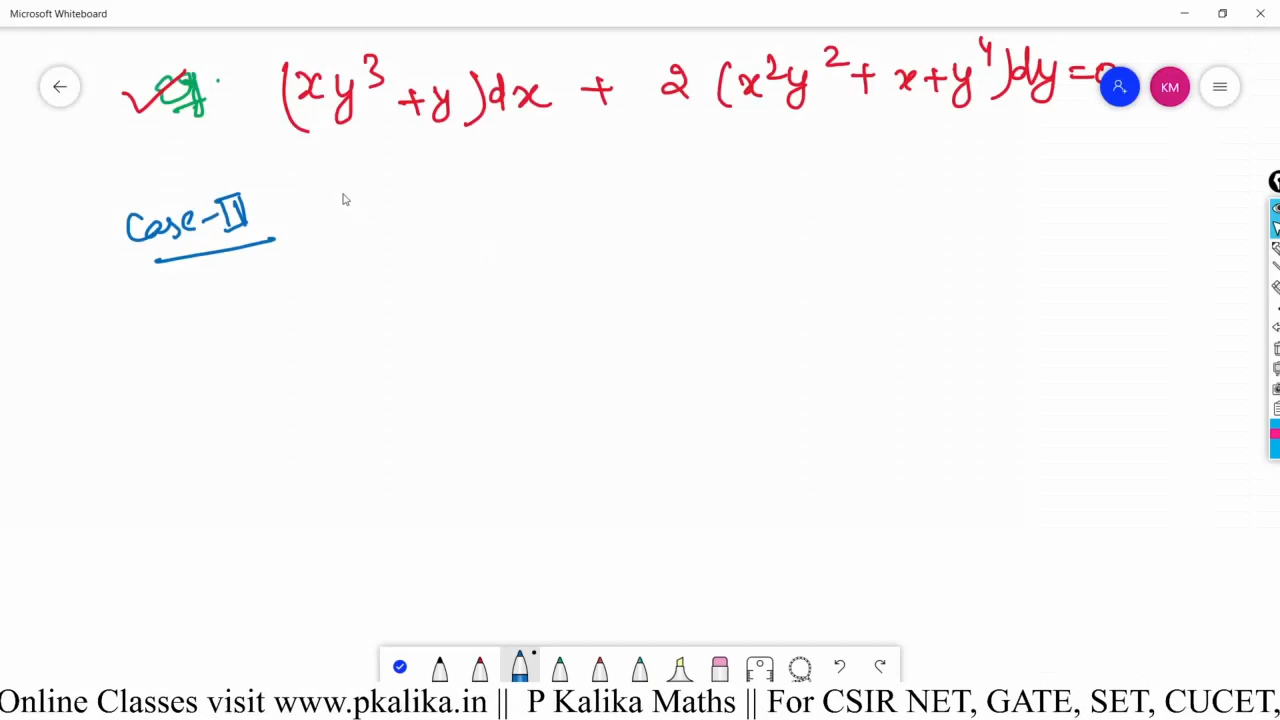 Microsoft Whiteboard
eg. (xy³ + y)dx + 2 (x²y² + x + y⁴)dy = 0
KM
Case - II
Online Classes visit www.pkalika.in || P Kalika Maths || For CSIR NET, GATE, SET, CUCET,